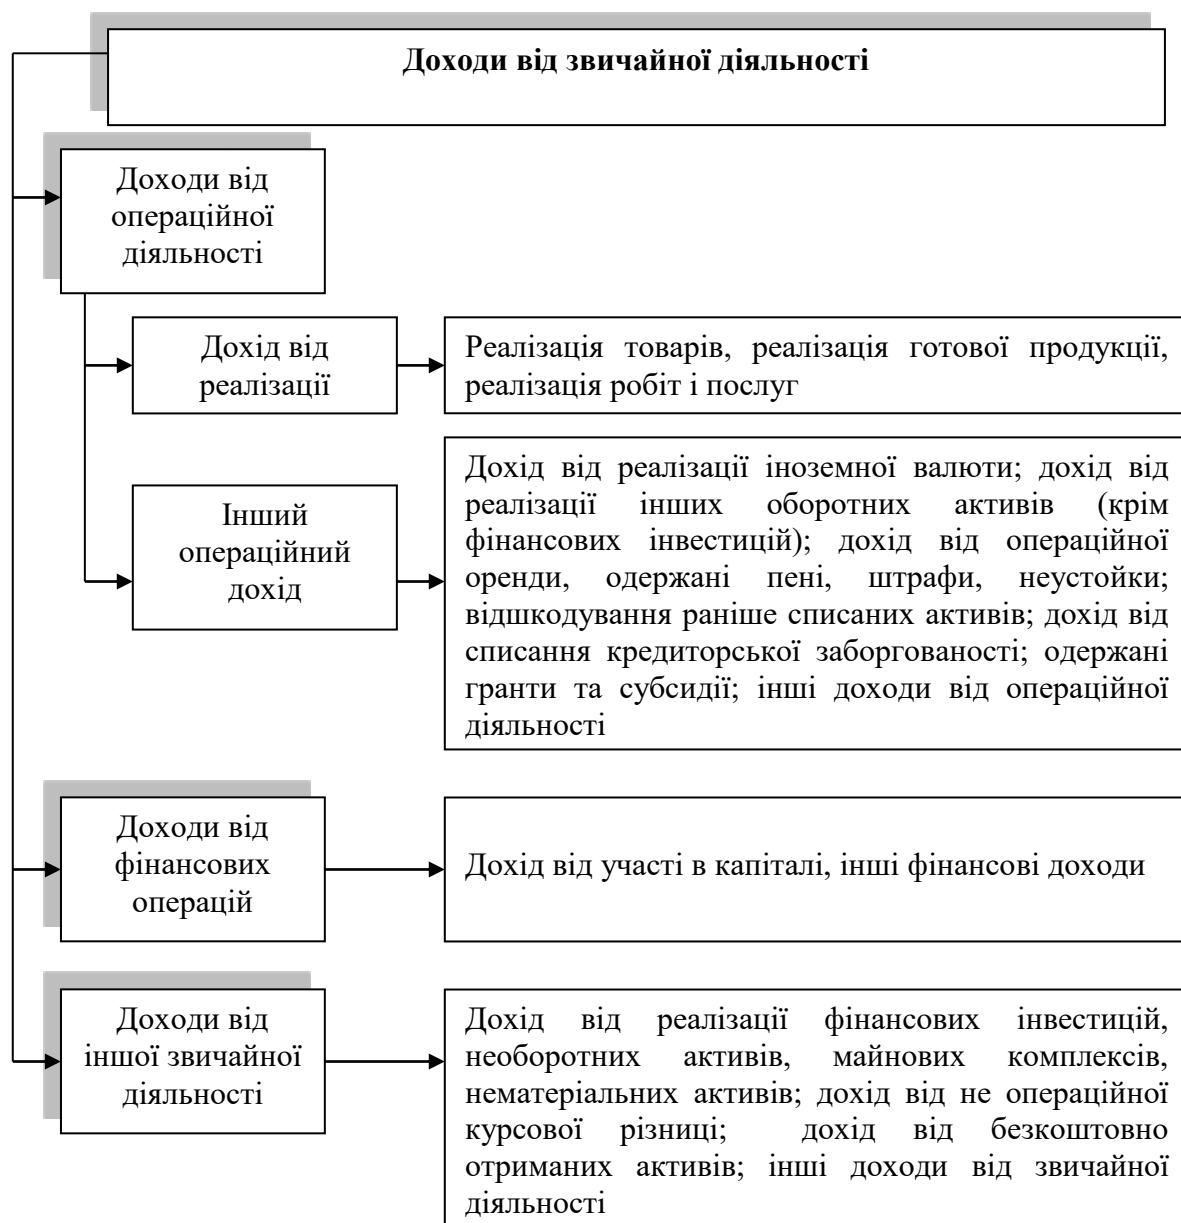 Доходи від звичайної діяльності
Доходи від
операційної
діяльності
Дохід від
реалізації
Реалізація товарів, реалізація готової продукції,
реалізація робіт і послуг
Інший
операційний
дохід
Дохід від реалізації іноземної валюти; дохід від
реалізації інших оборотних активів (крім
фінансових інвестицій); дохід від операційної
оренди, одержані пені, штрафи, неустойки;
відшкодування раніше списаних активів; дохід від
списання кредиторської заборгованості; одержані
гранти та субсидії; інші доходи від операційної
діяльності
Доходи від
фінансових
операцій
Дохід від участі в капіталі, інші фінансові доходи
Доходи від
іншої звичайної
діяльності
Дохід від реалізації фінансових інвестицій,
необоротних активів, майнових комплексів,
нематеріальних активів; дохід від не операційної
курсової різниці; дохід від безкоштовно
отриманих активів; інші доходи від звичайної
діяльності